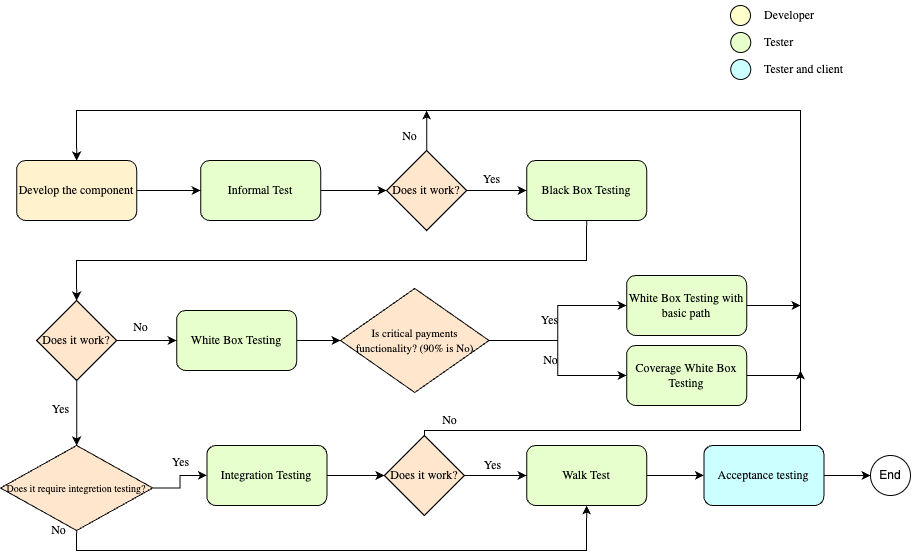 Developer
Tester
Tester and client
No
Develop the component
Informal Test
Does it work?
Yes
Black Box Testing
Does it work?
No
White Box Testing
Is critical payments
functionality? (90% is No)
Yes
No
White Box Testing with
basic path
Coverage White Box
Testing
Yes
No
Does it require integretion testing?
Yes
Integration Testing
Does it work?
Yes
Walk Test
Acceptance testing
End
No